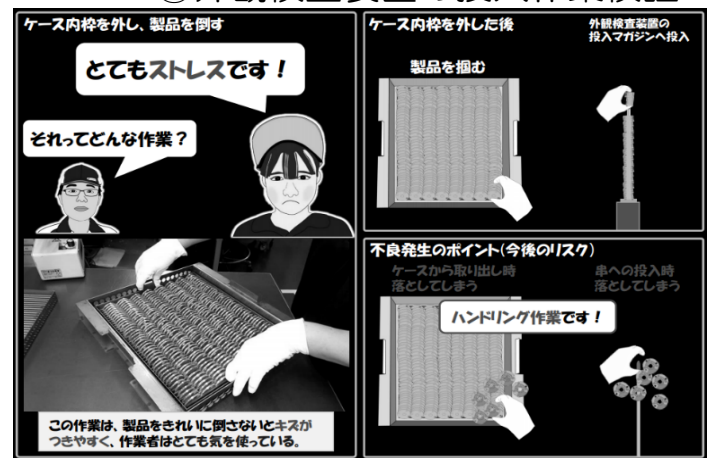 ケース内枠を外し、製品を倒す
とてもストレスです！
それってどんな作業？
この作業は、製品をきれいに倒さないとキズが
つきやすく、作業者はとても気を使っている。
ケース内枠を外した後
外観検査装置の
投入マガジンへ投入
製品を掴む
不良発生のポイント(今後のリスク)
ケースから取り出し時
落としてしまう
串への投入時
落としてしまう
ハンドリング作業です！